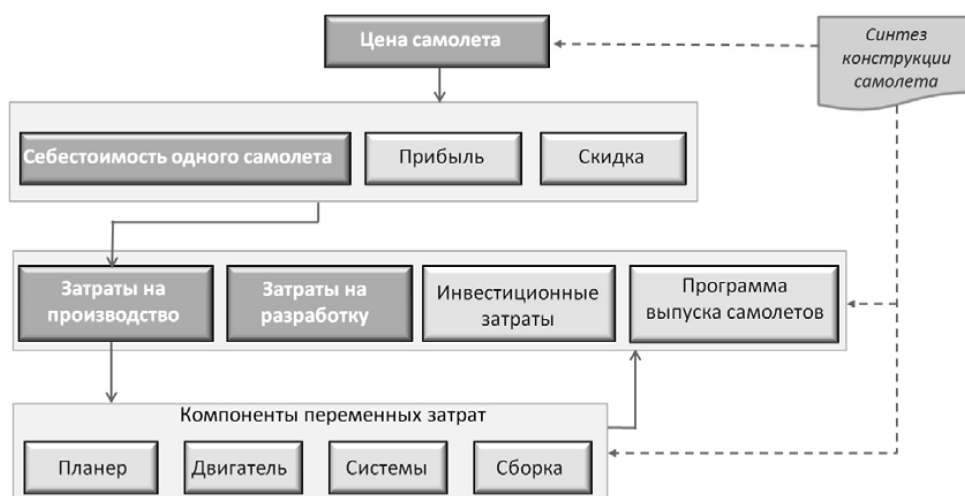 Цена самолета
Синтез
конструкции
самолета
Себестоимость одного самолета
Прибыль
Скидка
Затраты на
производство
Затраты на
разработку
Инвестиционные
затраты
Программа
выпуска самолетов
Компоненты переменных затрат
Планер
Двигатель
Системы
Сборка